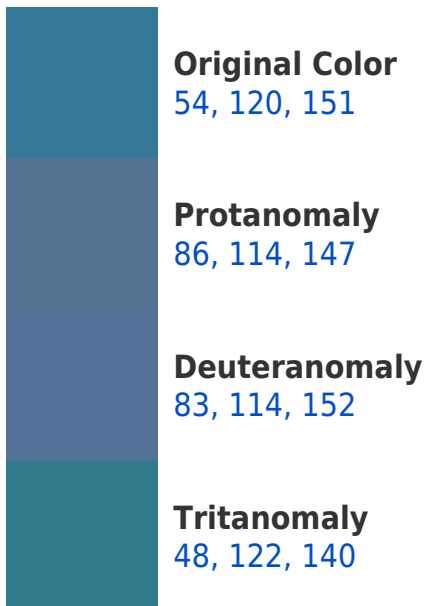 Original Color
54, 120, 151
Protanomaly
86, 114, 147
Deuteranomaly
83, 114, 152
Tritanomaly
48, 122, 140